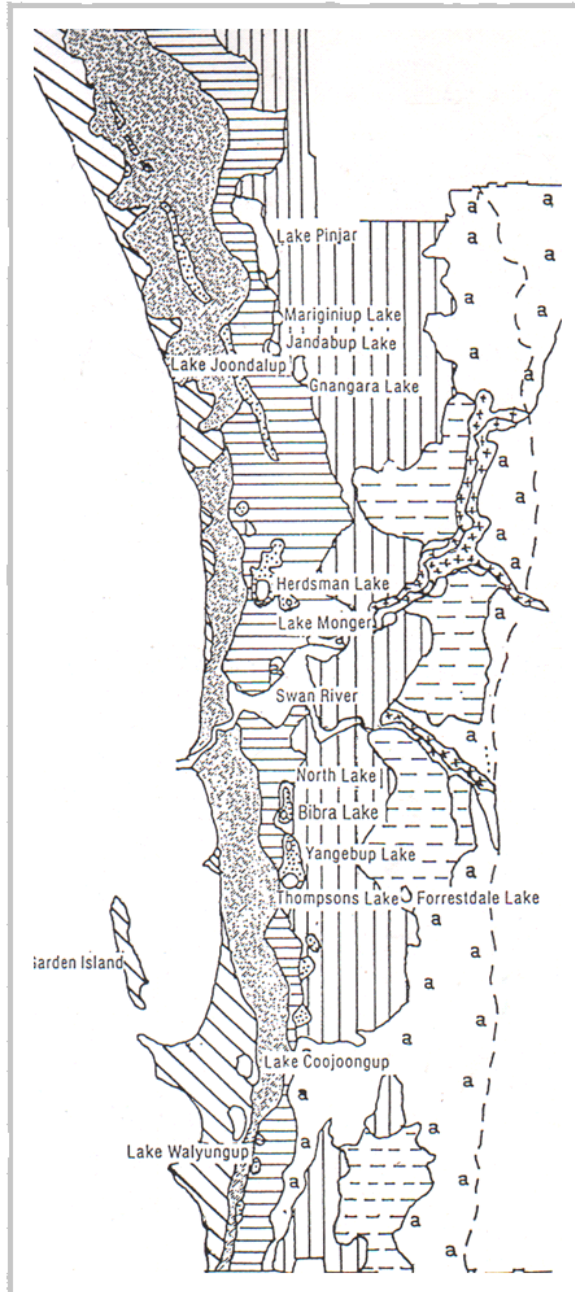 a
a
Lake Pinjar
a
a
Mariginiup Lake
Jandabup Lake
a
Lake Joondalup
Gnangara Lake
a
a
Herdsman Lake
a
Lake Monger
a
a
Swan River
a
North Lake
Bibra Lake
Yangebup Lake
Thompsons Lake
Forrestdale Lake
a
a
Garden Island
a
a
a
a
Lake Coojoongup
a
a
a
Lake Walyungup
a
a
a
a
a